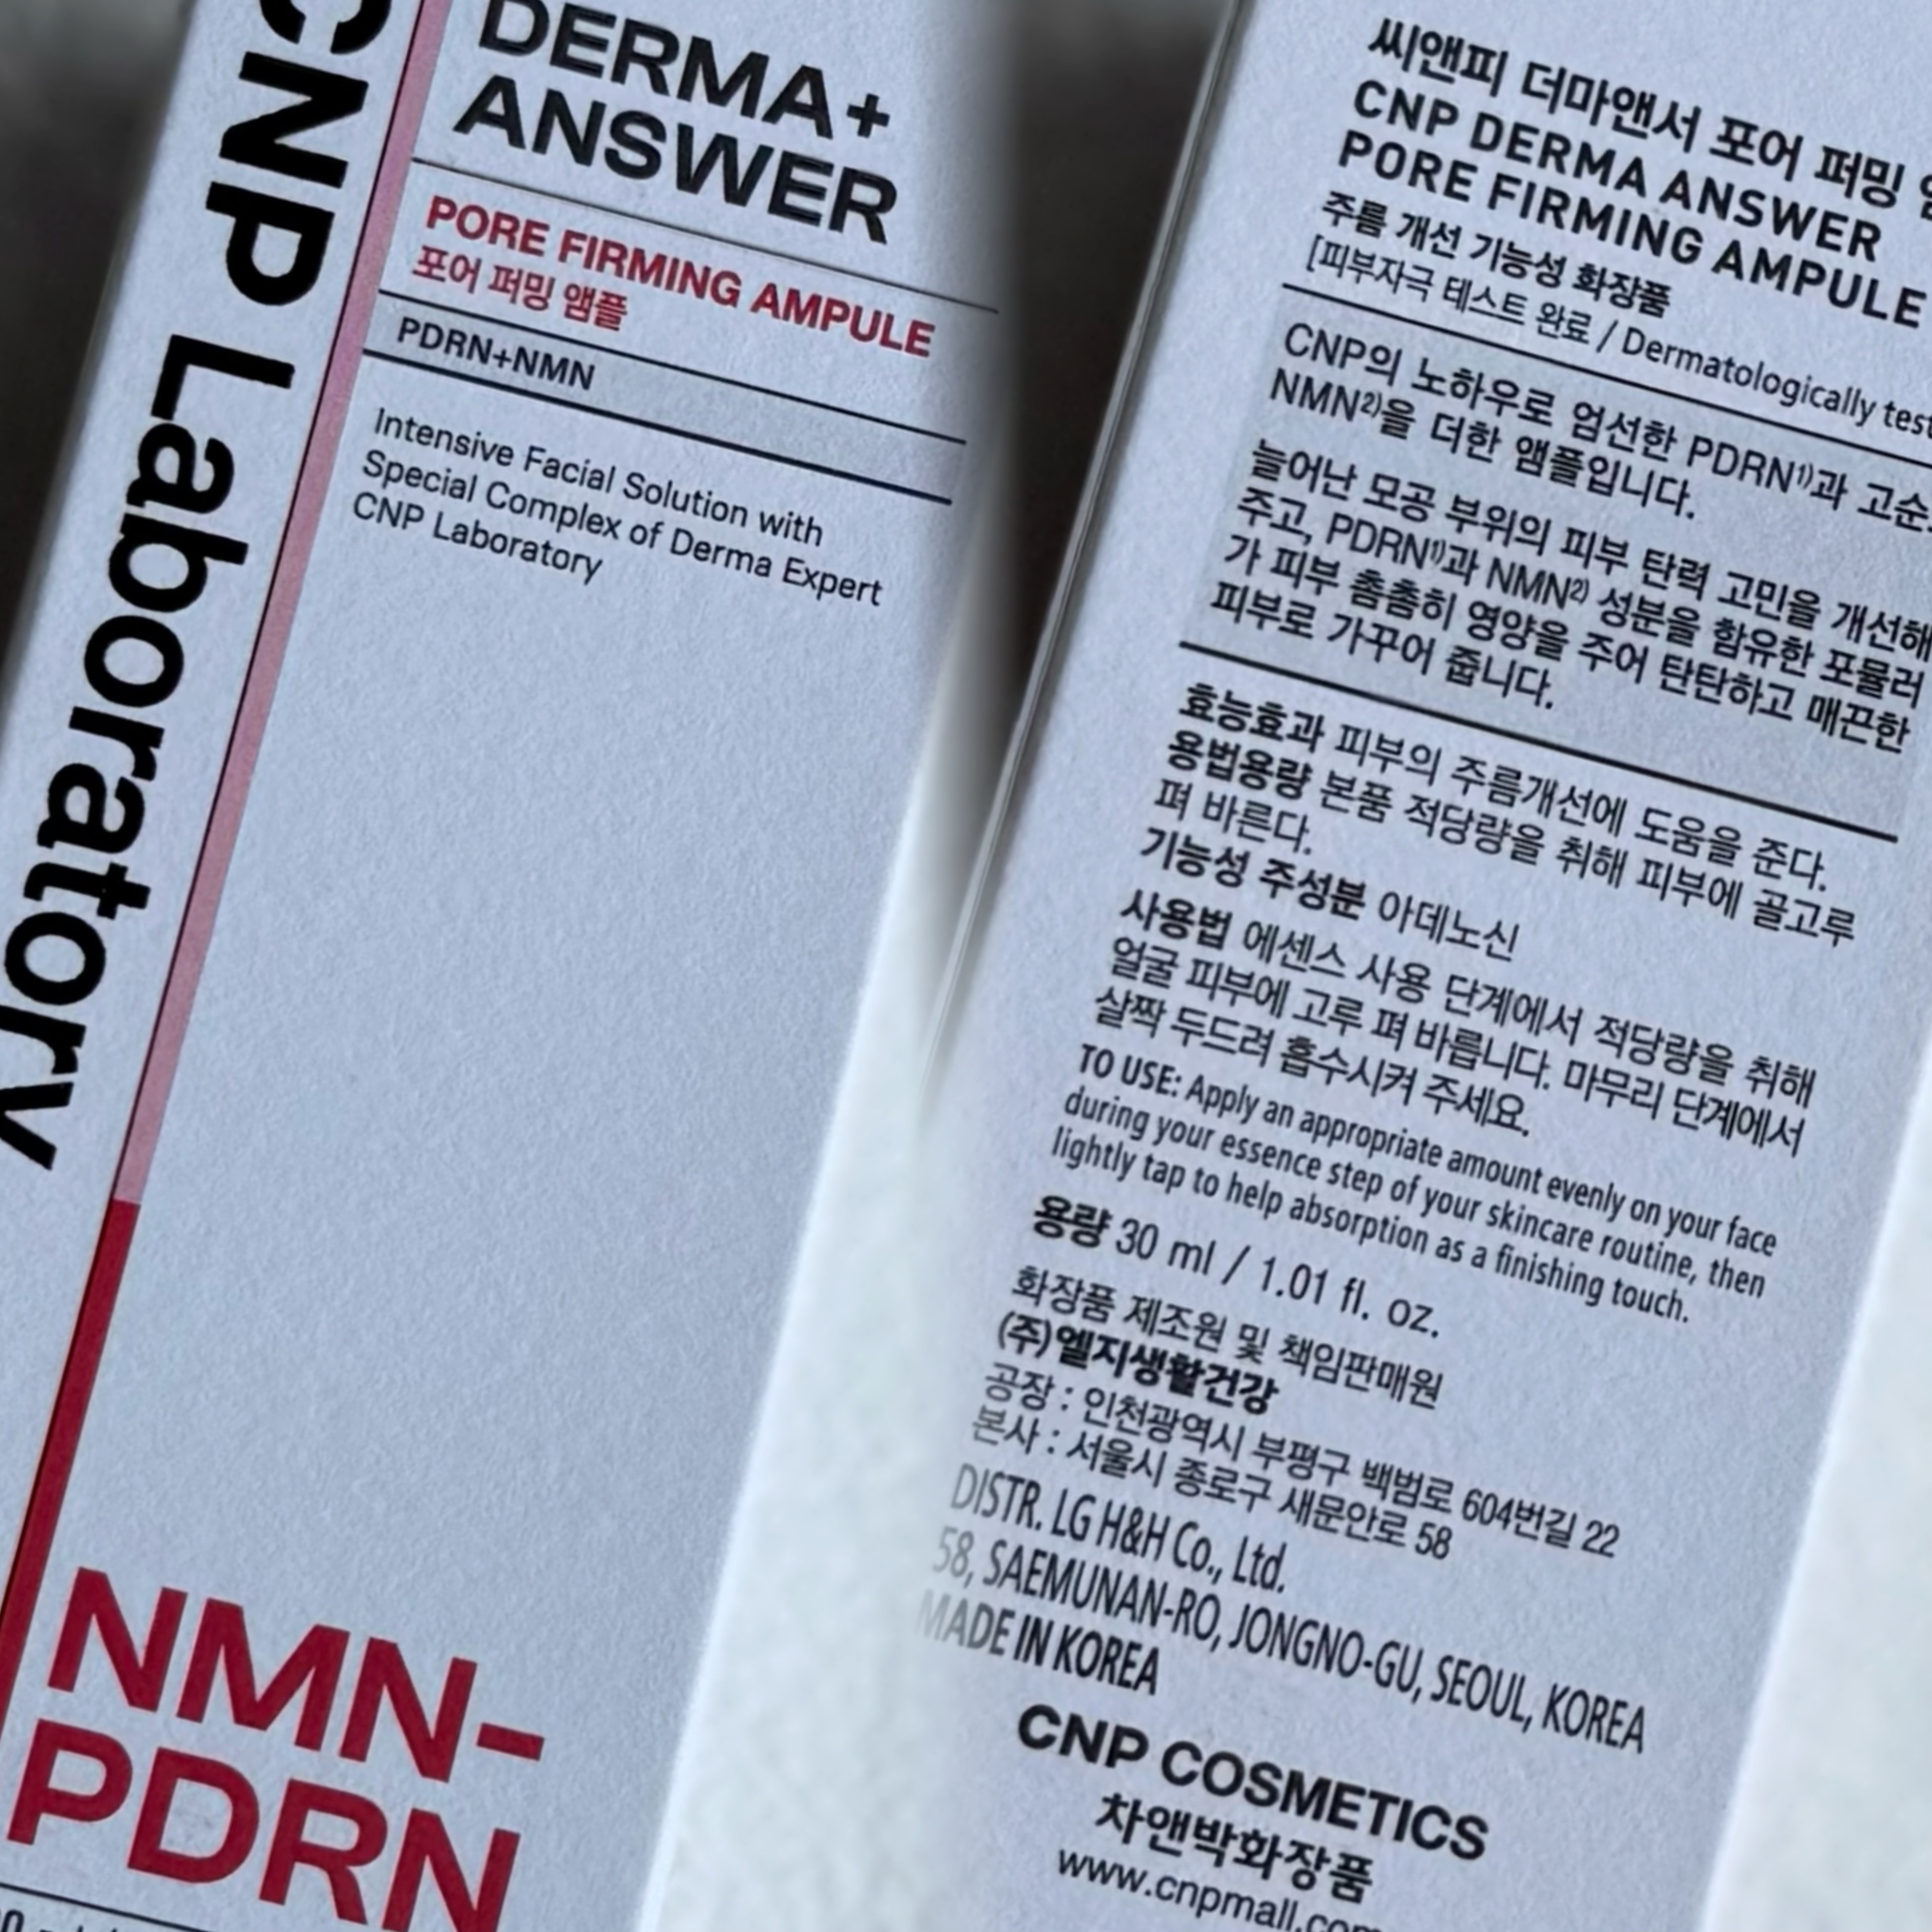 CNP Laboratory
DERMA+
ANSWER
PORE FIRMING AMPULE
포어 퍼밍 앰플
PDRN+NMN
Intensive Facial Solution with
Special Complex of Derma Expert
CNP Laboratory
NMN-
PDRN
씨앤피 더마앤서 포어 퍼밍
CNP DERMA ANSWER
PORE FIRMING AMPULE
주름 개선 기능성 화장품
[피부자극 테스트 완료 / Dermatologically
CNP의 노하우로 엄선한 PDRN¹⁾과
NMN²⁾을 더한 앰플입니다.
늘어난 모공 부위의 피부 탄력 고민을 개선해
주고, PDRN¹⁾과 NMN²⁾ 성분을 함유한 포뮬러
가 피부 촘촘히 영양을 주어 탄탄하고 매끈한
피부로 가꾸어 줍니다.
효능효과 피부의 주름개선에 도움을 준다.
용법용량 본품 적당량을 취해 피부에 골고루
펴 바른다.
기능성 주성분 아데노신
사용법 에센스 사용 단계에서 적당량을 취해
얼굴 피부에 고루 펴 바릅니다. 마무리 단계에서
살짝 두드려 흡수시켜 주세요.
TO USE: Apply an appropriate amount evenly on your face
during your essence step of your skincare routine, then
lightly tap to help absorption as a finishing touch.
용량 30 ml / 1.01 fl. oz.
화장품 제조원 및 책임판매원
(주)엘지생활건강
공장 : 인천광역시 부평구 백범로 604번길 22
본사 : 서울시 종로구 새문안로 58
DISTR. LG H&H Co., Ltd.
58, SAEMUNAN-RO, JONGNO-GU, SEOUL, KOREA
MADE IN KOREA
CNP COSMETICS
차앤박화장품
www.cnpmall.com